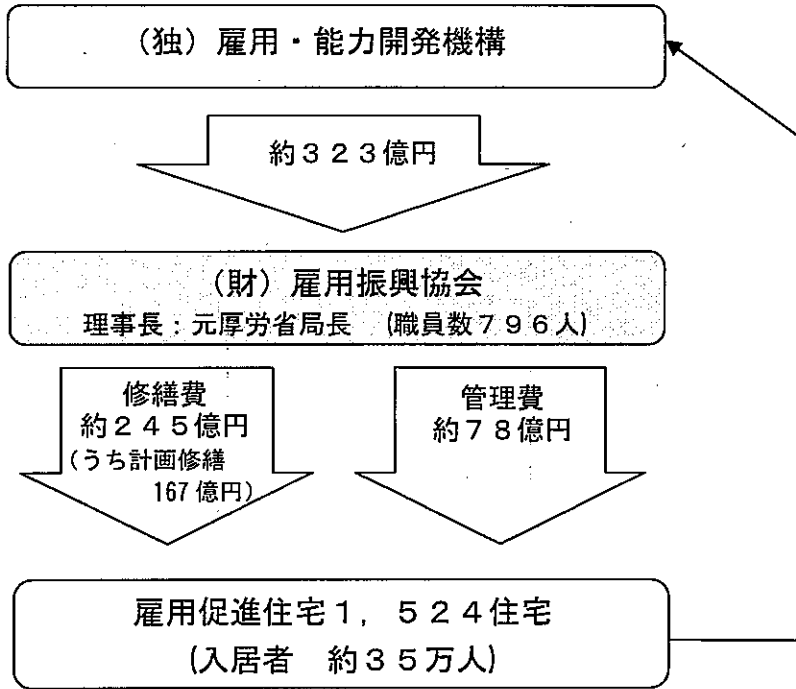 （独）雇用・能力開発機構
約３２３億円
（財）雇用振興協会
理事長：元厚労省局長　（職員数７９６人）
修繕費
約２４５億円
（うち計画修繕
167億円）
管理費
約７８億円
雇用促進住宅１，５２４住宅
（入居者　約３５万人）